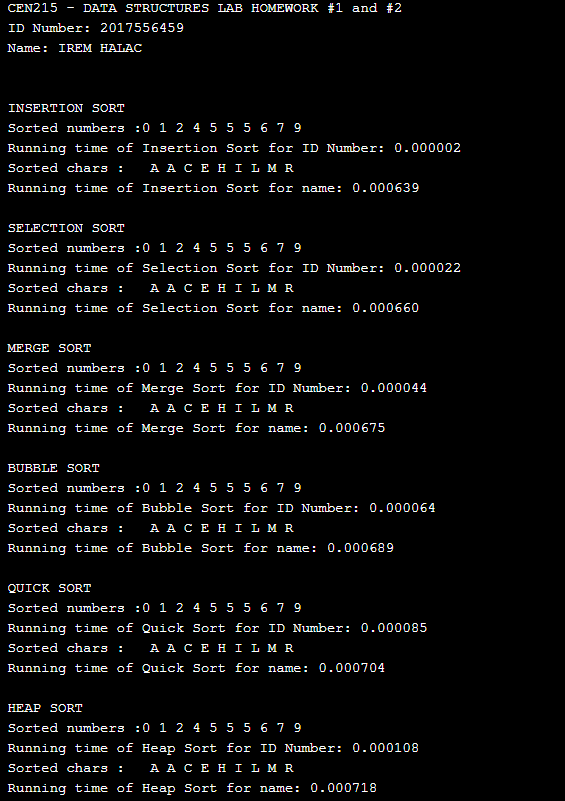 CEN215 - DATA STRUCTURES LAB HOMEWORK #1 and #2
ID Number: 2017556459
Name: IREM HALAC
INSERTION SORT
Sorted numbers :0 1 2 4 5 5 5 6 7 9
Running time of Insertion Sort for ID Number: 0.000002
Sorted chars :   A A C E H I L M R
Running time of Insertion Sort for name: 0.000639
SELECTION SORT
Sorted numbers :0 1 2 4 5 5 5 6 7 9
Running time of Selection Sort for ID Number: 0.000022
Sorted chars :   A A C E H I L M R
Running time of Selection Sort for name: 0.000660
MERGE SORT
Sorted numbers :0 1 2 4 5 5 5 6 7 9
Running time of Merge Sort for ID Number: 0.000044
Sorted chars :   A A C E H I L M R
Running time of Merge Sort for name: 0.000675
BUBBLE SORT
Sorted numbers :0 1 2 4 5 5 5 6 7 9
Running time of Bubble Sort for ID Number: 0.000064
Sorted chars :   A A C E H I L M R
Running time of Bubble Sort for name: 0.000689
QUICK SORT
Sorted numbers :0 1 2 4 5 5 5 6 7 9
Running time of Quick Sort for ID Number: 0.000085
Sorted chars :   A A C E H I L M R
Running time of Quick Sort for name: 0.000704
HEAP SORT
Sorted numbers :0 1 2 4 5 5 5 6 7 9
Running time of Heap Sort for ID Number: 0.000108
Sorted chars :   A A C E H I L M R
Running time of Heap Sort for name: 0.000718